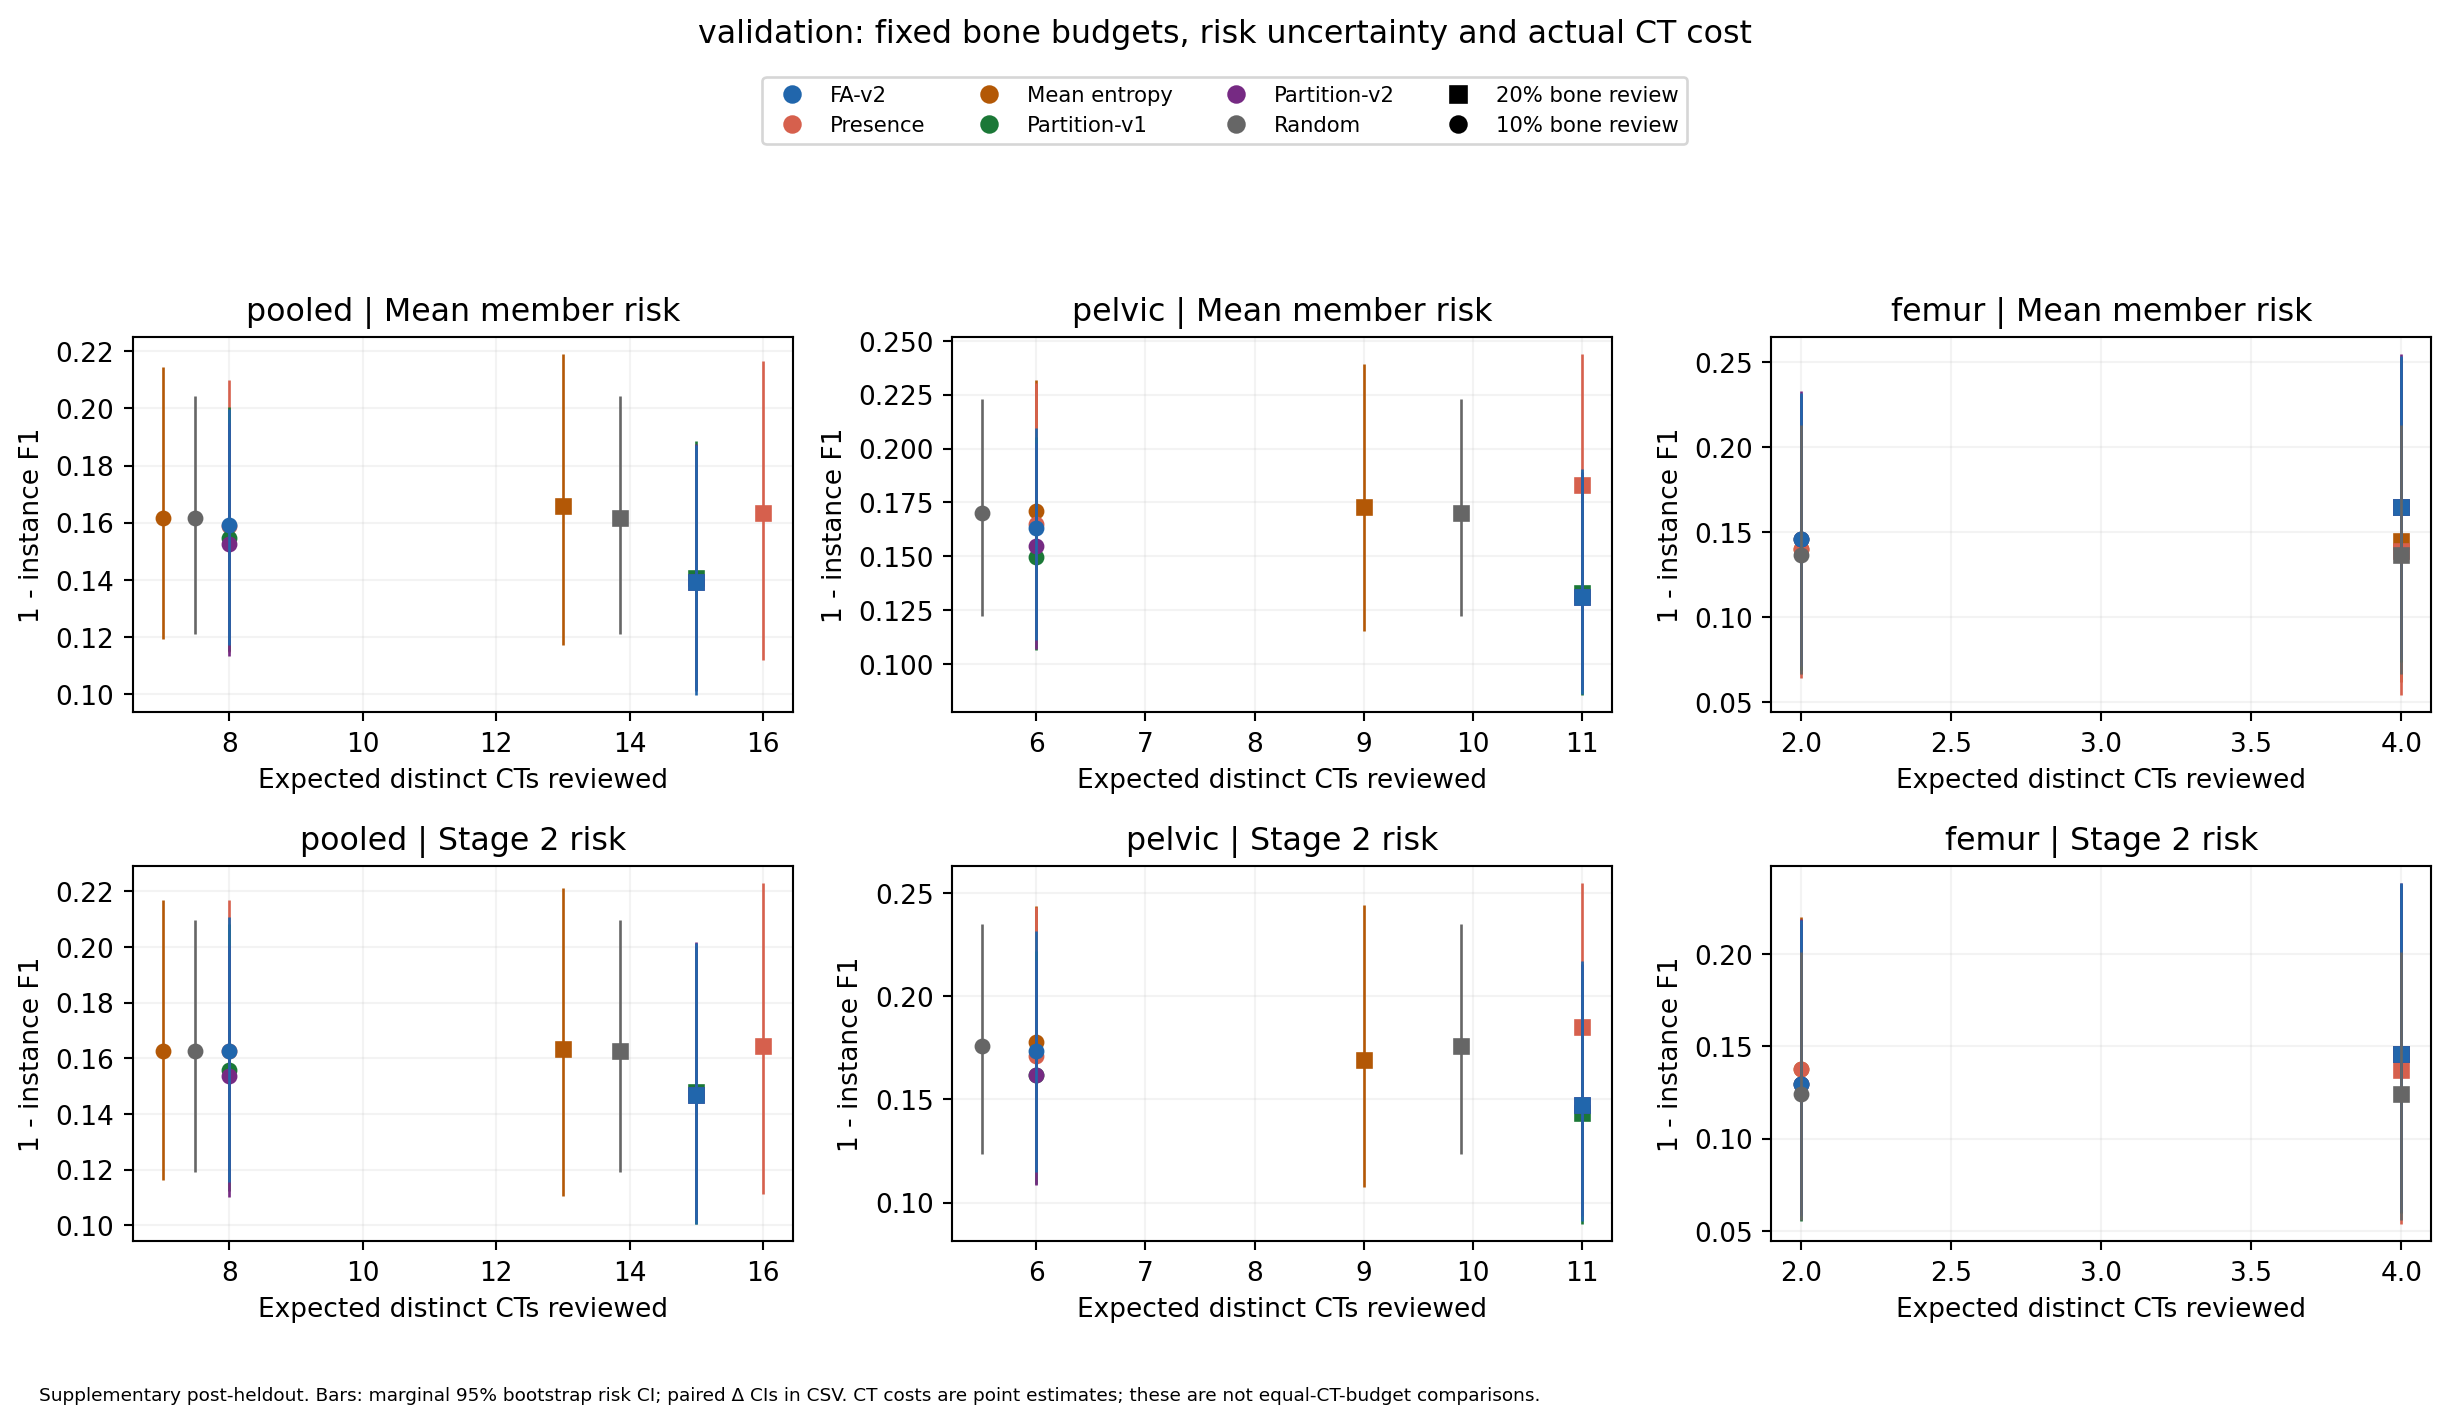 validation: fixed bone budgets, risk uncertainty and actual CT cost
FA-v2 Mean entropy Partition-v2 20% bone review
Presence Partition-v1 Random 10% bone review
pooled | Mean member risk
1 - instance F1
0.22
0.20
0.18
0.16
0.14
0.12
0.10
8 10 12 14 16
Expected distinct CTs reviewed
pelvic | Mean member risk
1 - instance F1
0.250
0.225
0.200
0.175
0.150
0.125
0.100
6 7 8 9 10 11
Expected distinct CTs reviewed
femur | Mean member risk
1 - instance F1
0.25
0.20
0.15
0.10
0.05
2.0 2.5 3.0 3.5 4.0
Expected distinct CTs reviewed
pooled | Stage 2 risk
1 - instance F1
0.22
0.20
0.18
0.16
0.14
0.12
0.10
8 10 12 14 16
Expected distinct CTs reviewed
pelvic | Stage 2 risk
1 - instance F1
0.25
0.20
0.15
0.10
6 7 8 9 10 11
Expected distinct CTs reviewed
femur | Stage 2 risk
1 - instance F1
0.20
0.15
0.10
0.05
2.0 2.5 3.0 3.5 4.0
Expected distinct CTs reviewed
Supplementary post-heldout. Bars: marginal 95% bootstrap risk CI; paired Δ CIs in CSV. CT costs are point estimates; these are not equal-CT-budget comparisons.